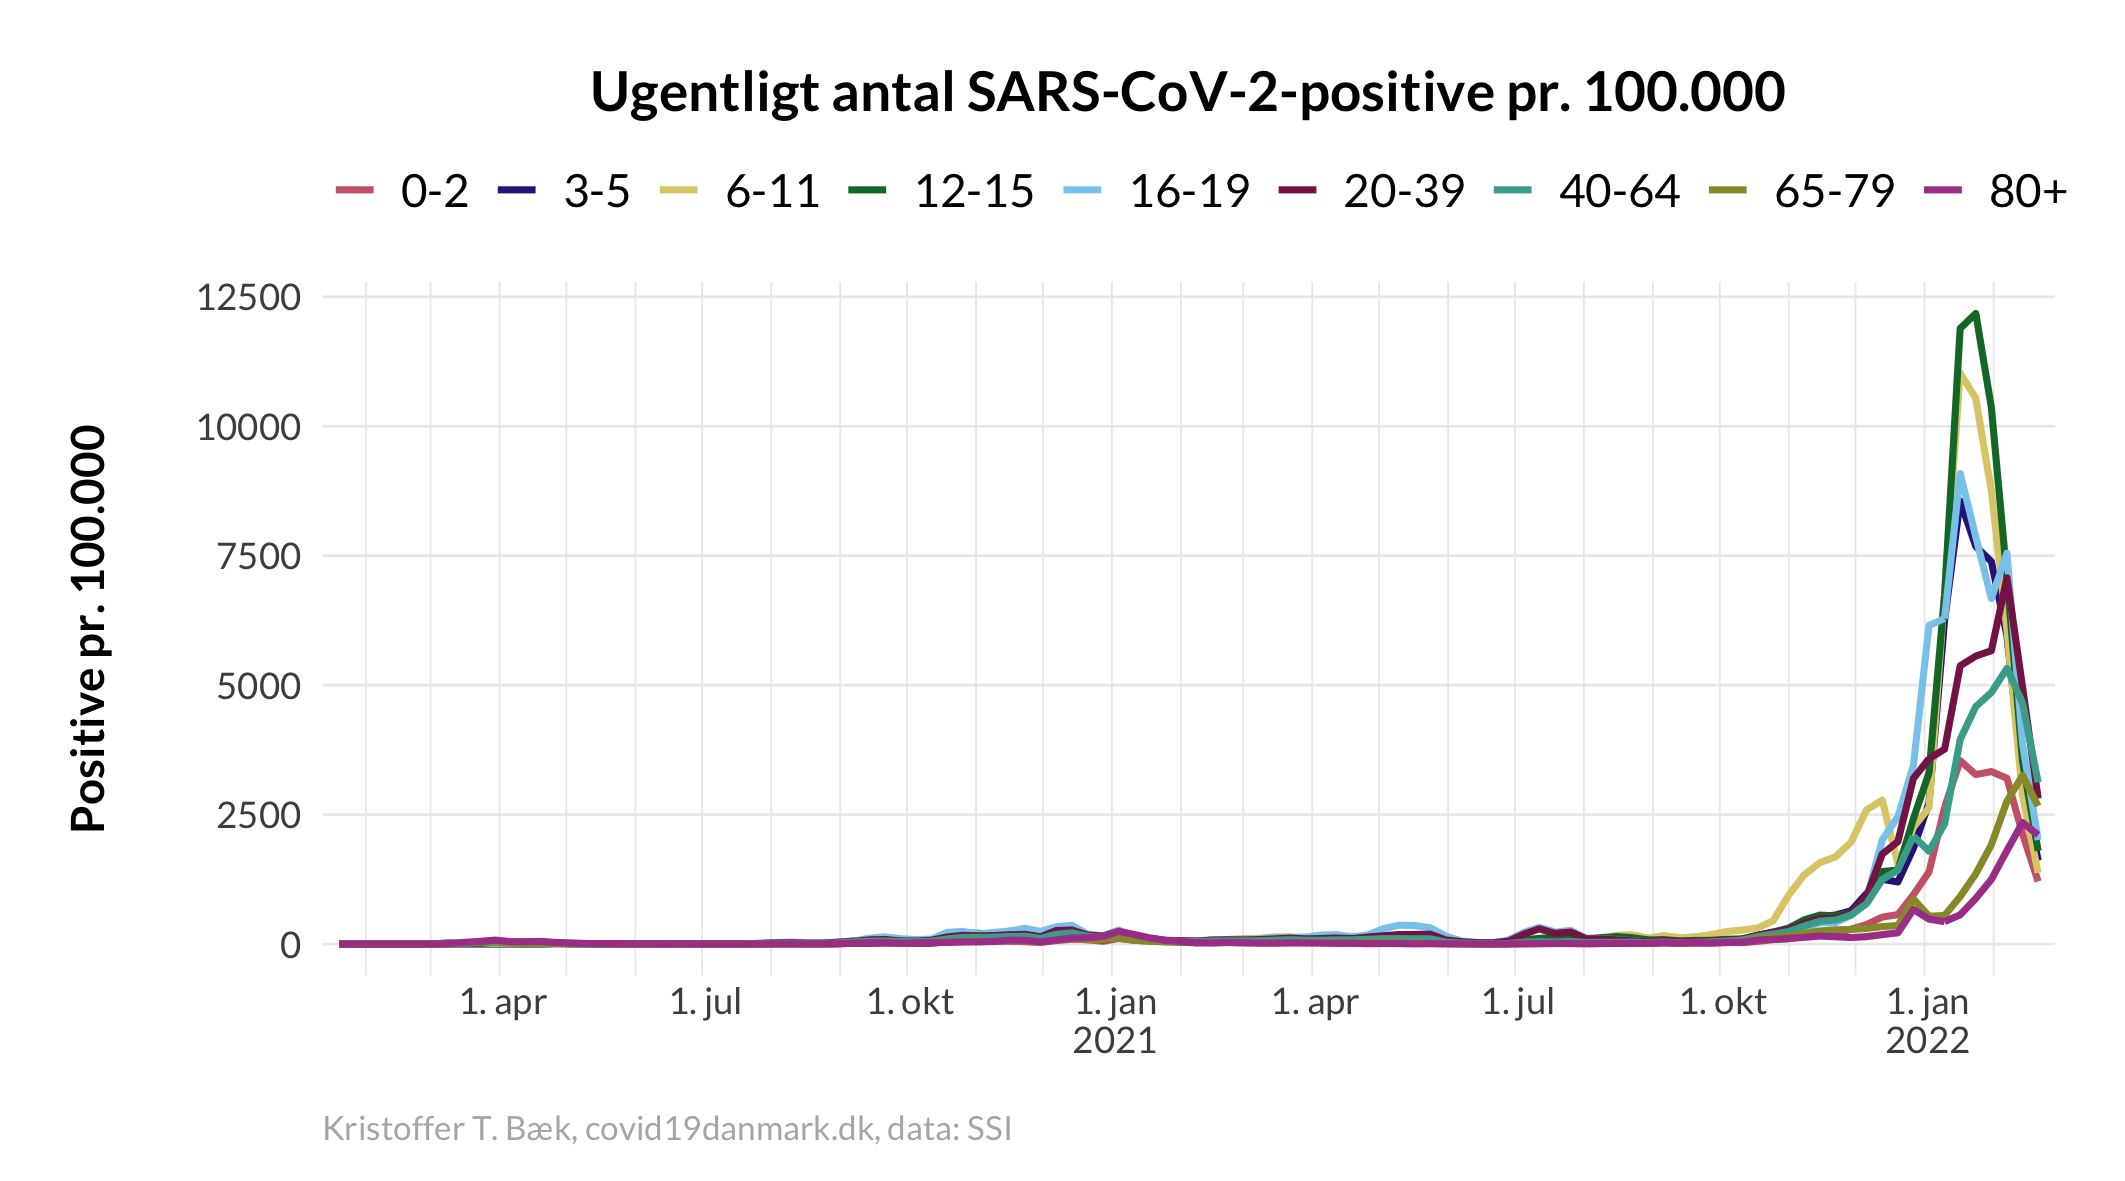 Ugentligt antal SARS-CoV-2-positive pr. 100.000
0-2 3-5 6-11 12-15 16-19 20-39 40-64 65-79 80+
Positive pr. 100.000
12500
10000
7500
5000
2500
0
1. apr 1. jul 1. okt 1. jan 1. apr 1. jul 1. okt 1. jan
2021 2022
Kristoffer T. Bæk, covid19danmark.dk, data: SSI